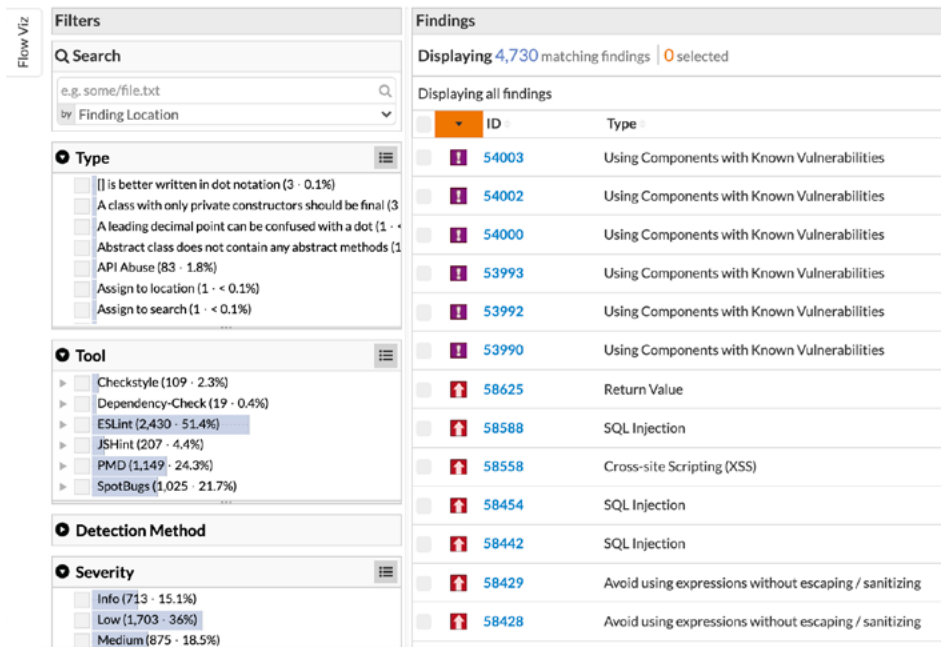 Flow Viz
Filters
Search
e.g. some/file.txt
by Finding Location
Type
[] is better written in dot notation (3 · 0.1%)
A class with only private constructors should be final (3
A leading decimal point can be confused with a dot (1 · <
Abstract class does not contain any abstract methods (1
API Abuse (83 · 1.8%)
Assign to location (1 · < 0.1%)
Assign to search (1 · < 0.1%)
Tool
Checkstyle (109 · 2.3%)
Dependency-Check (19 · 0.4%)
ESLint (2,430 · 51.4%)
JSHint (207 · 4.4%)
PMD (1,149 · 24.3%)
SpotBugs (1,025 · 21.7%)
Detection Method
Severity
Info (713 · 15.1%)
Low (1,703 · 36%)
Medium (875 · 18.5%)
Findings
Displaying 4,730 matching findings | 0 selected
Displaying all findings
ID Type
54003 Using Components with Known Vulnerabilities
54002 Using Components with Known Vulnerabilities
54000 Using Components with Known Vulnerabilities
53993 Using Components with Known Vulnerabilities
53992 Using Components with Known Vulnerabilities
53990 Using Components with Known Vulnerabilities
58625 Return Value
58588 SQL Injection
58558 Cross-site Scripting (XSS)
58454 SQL Injection
58442 SQL Injection
58429 Avoid using expressions without escaping / sanitizing
58428 Avoid using expressions without escaping / sanitizing